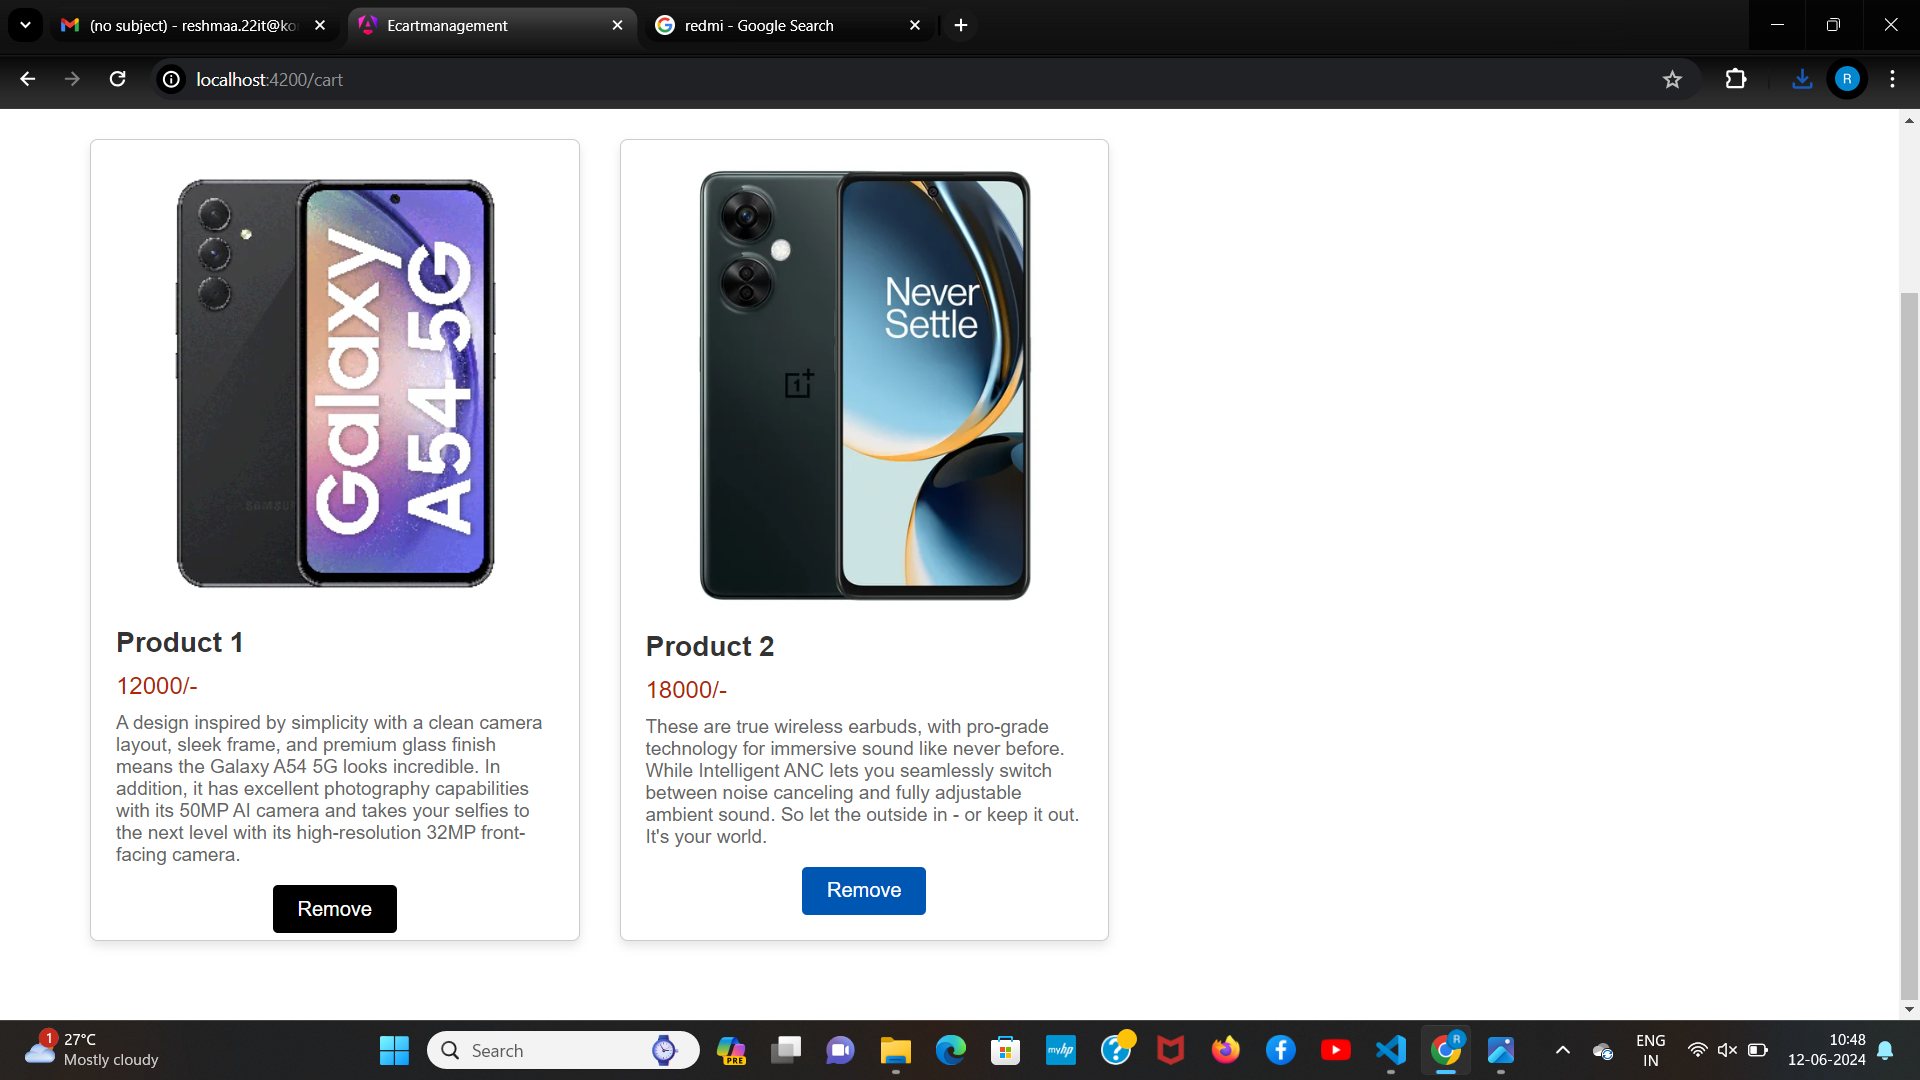 (no subject) - reshmaa.22it@ko
Ecartmanagement
redmi - Google Search
localhost:4200/cart
R
Galaxy
A54 5G
SAMSUN
Never
Settle
1+
Product 1
12000/-
A design inspired by simplicity with a clean camera
layout, sleek frame, and premium glass finish
means the Galaxy A54 5G looks incredible. In
addition, it has excellent photography capabilities
with its 50MP AI camera and takes your selfies to
the next level with its high-resolution 32MP front-
facing camera.
Remove
Product 2
18000/-
These are true wireless earbuds, with pro-grade
technology for immersive sound like never before.
While Intelligent ANC lets you seamlessly switch
between noise canceling and fully adjustable
ambient sound. So let the outside in - or keep it out.
It's your world.
Remove
1
27°C
Mostly cloudy
Search
PRE
myhp
R
ENG
IN
10:48
12-06-2024